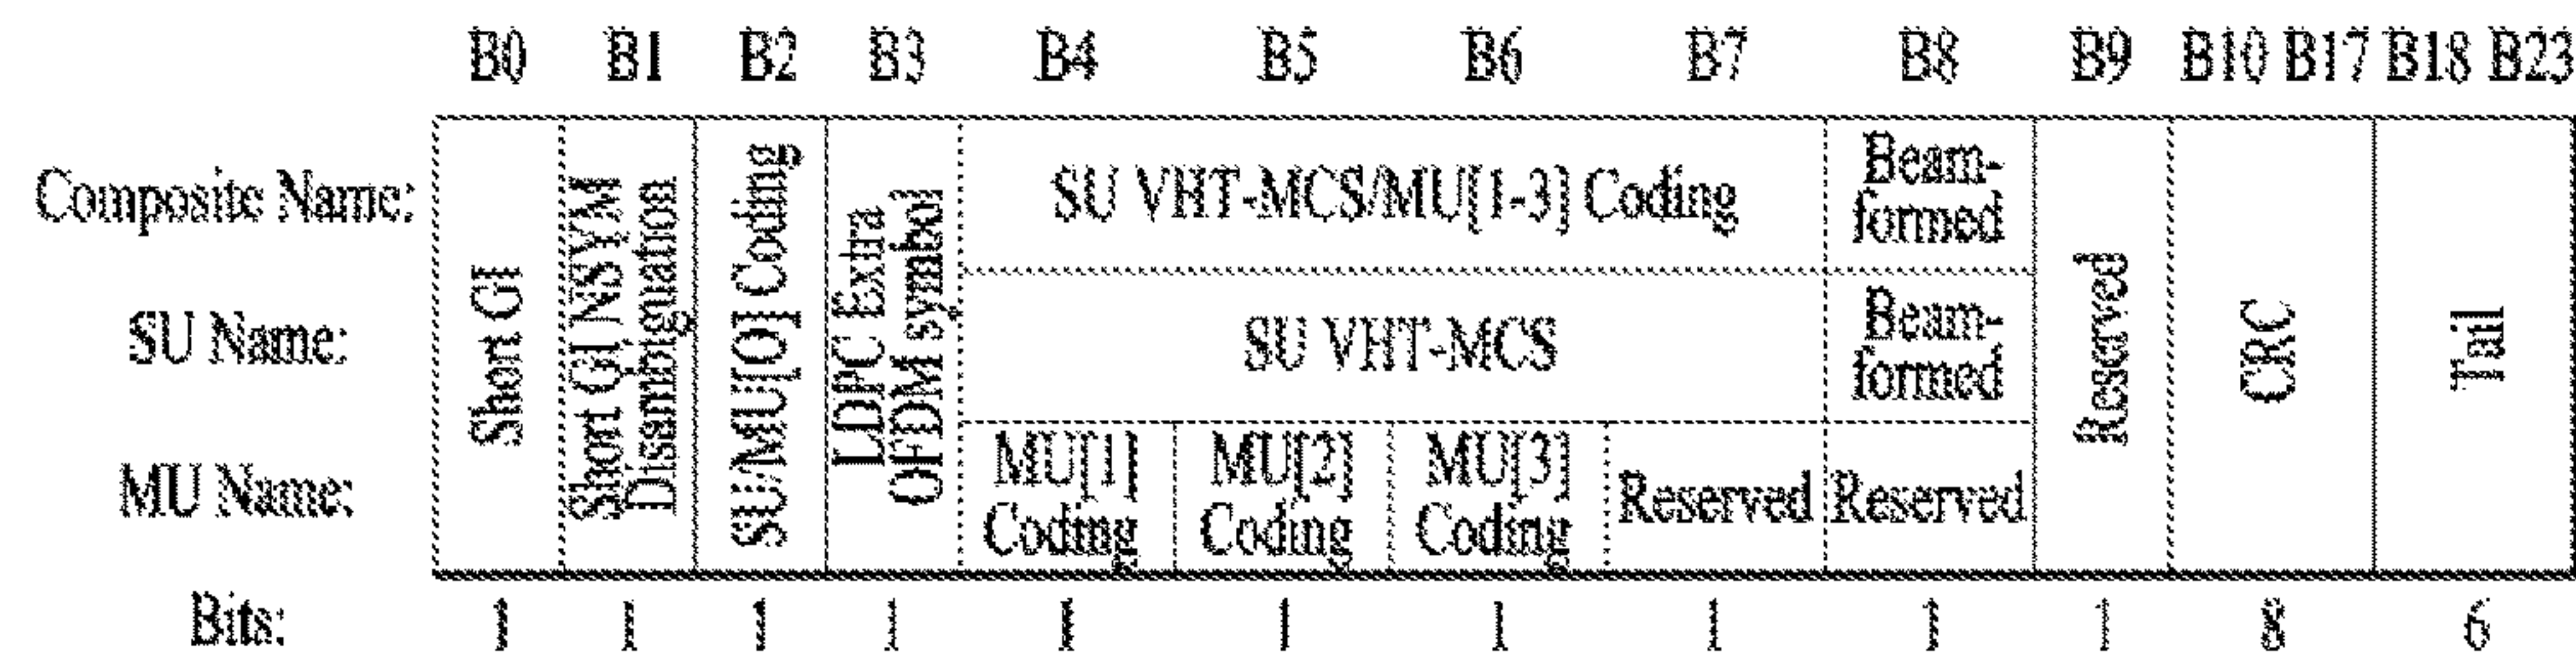 B0 B1 B2 B3 B4 B5 B6 B7 B8 B9 B10 B17 B18 B23
Composite Name:
SU Name:
MU Name:
Bits:
Short GI
Short GI NSYM
Disambiguation
SU/MU[O] Coding
LDPC Extra
OFDM symbol
SU VHT-MCS/MU[1-3] Coding
Beam-
formed
SU VHT-MCS
Beam-
formed
MU[1]
Coding
MU[2]
Coding
MU[3]
Coding
Reserved
Reserved
Reserved
CRC
Tail
1 1 1 1 1 1 1 1 1 1 8 6